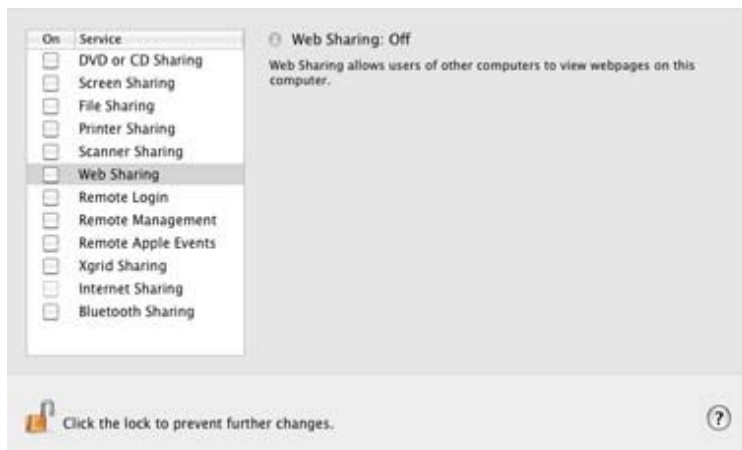 On Service
DVD or CD Sharing
Screen Sharing
File Sharing
Printer Sharing
Scanner Sharing
Web Sharing
Remote Login
Remote Management
Remote Apple Events
Xgrid Sharing
Internet Sharing
Bluetooth Sharing
Web Sharing: Off
Web Sharing allows users of other computers to view webpages on this
computer.
Click the lock to prevent further changes.
?